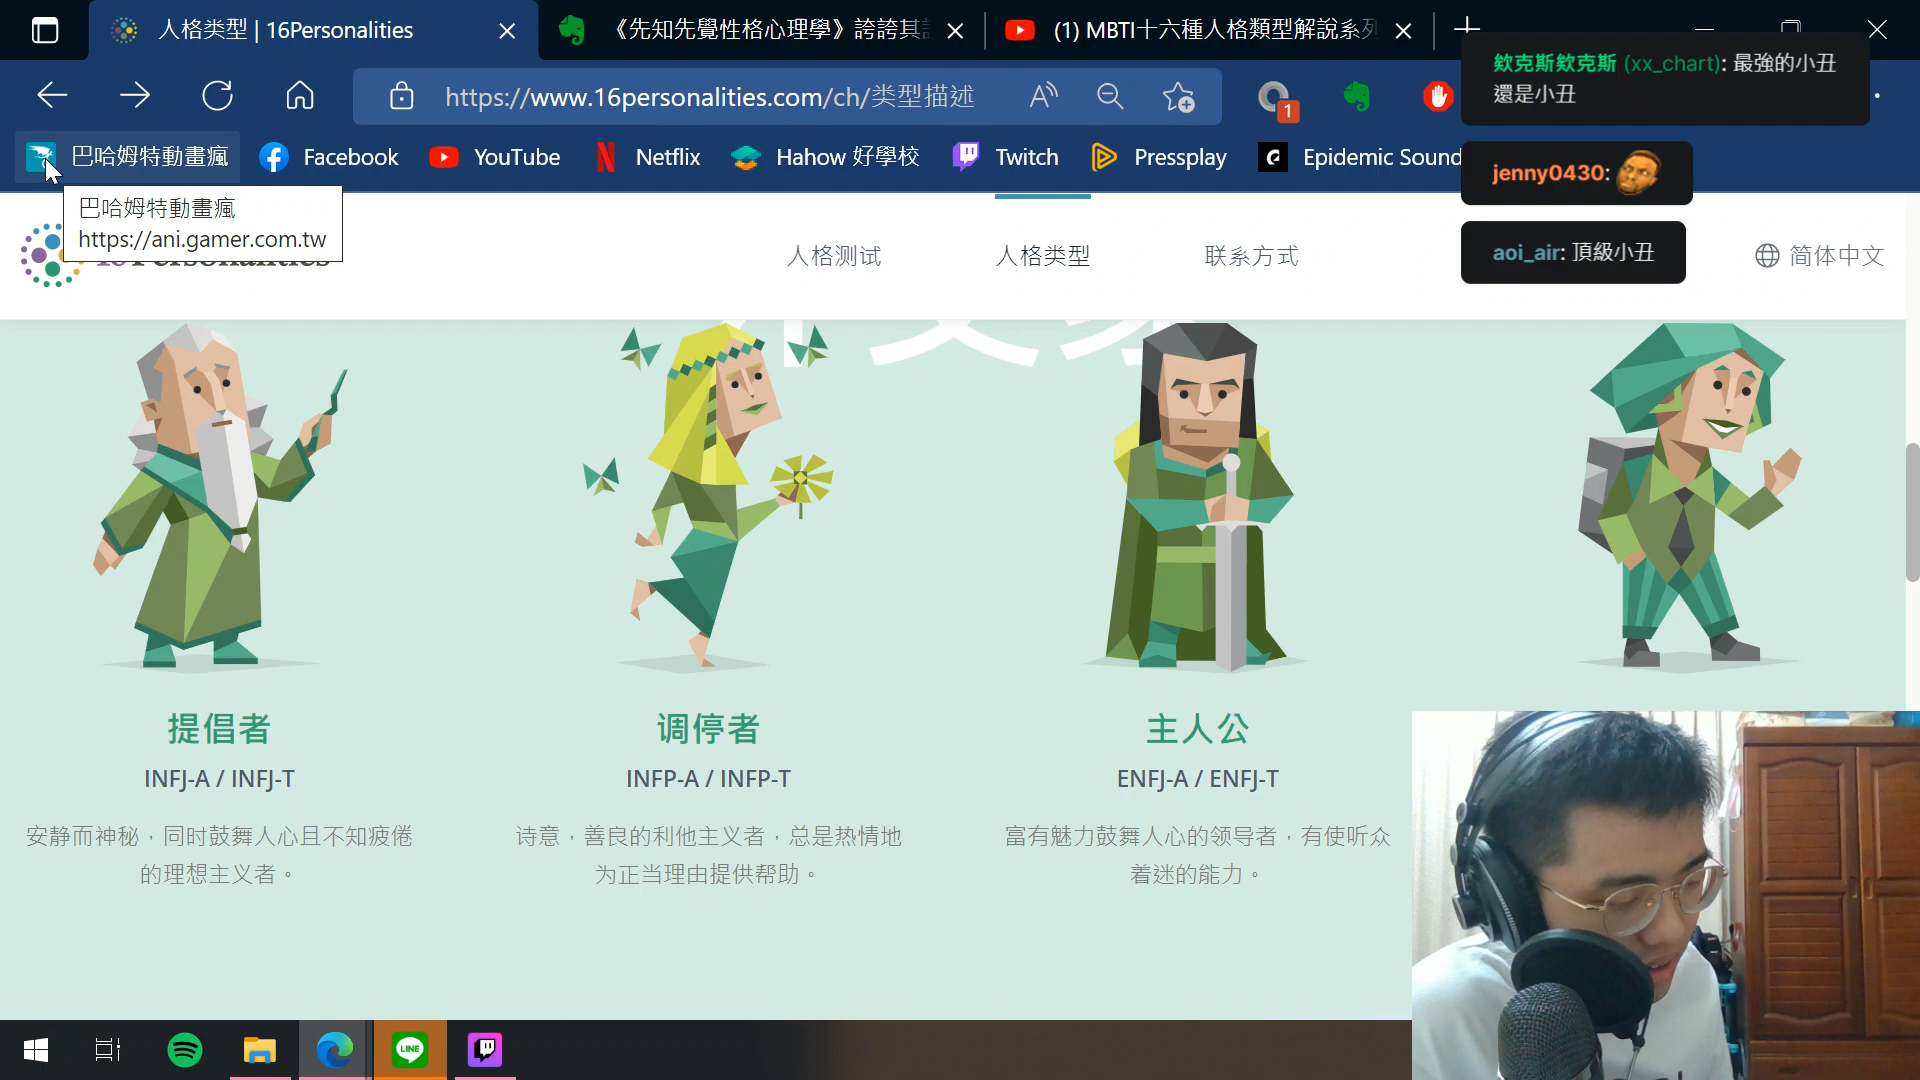 人格类型 | 16Personalities
《先知先覺性格心理學》誇誇其談
(1) MBTI十六種人格類型解說系列
欸克斯欸克斯 (xx_chart): 最強的小丑
還是小丑
https://www.16personalities.com/ch/类型描述
1
jenny0430:
巴哈姆特動畫瘋
Facebook
YouTube
Netflix
Hahow 好學校
Twitch
Pressplay
Epidemic Sound
巴哈姆特動畫瘋
https://ani.gamer.com.tw
aoi_air: 頂級小丑
人格测试
人格类型
联系方式
简体中文
提倡者
调停者
主人公
INFJ-A / INFJ-T
INFP-A / INFP-T
ENFJ-A / ENFJ-T
安静而神秘，同时鼓舞人心且不知疲倦
的理想主义者。
诗意，善良的利他主义者，总是热情地
为正当理由提供帮助。
富有魅力鼓舞人心的领导者，有使听众
着迷的能力。
LINE